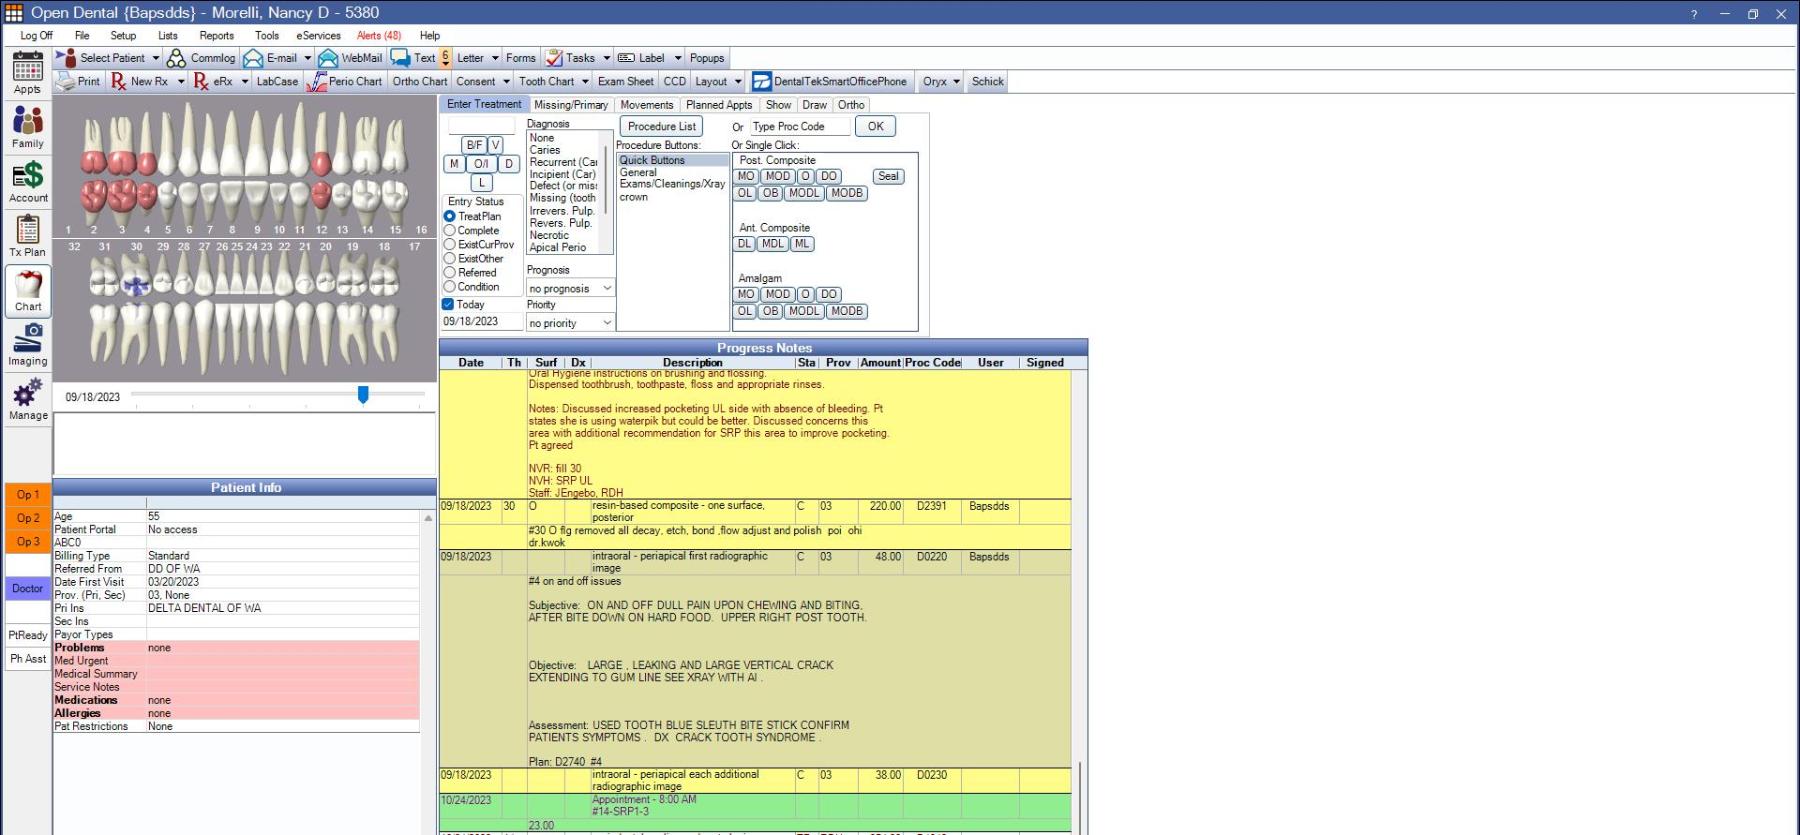 Open Dental {Bapsdds} - Morelli, Nancy D - 5380
Log Off File Setup Lists Reports Tools eServices Alerts (48) Help
Select Patient Commlog E-mail WebMail Text 6 Letter Forms Tasks Label Popups
Print New Rx eRx LabCase Perio Chart Ortho Chart Consent Tooth Chart Exam Sheet CCD Layout DentalTekSmartOfficePhone Oryx Schick
Appts
Family
Account
Tx Plan
Chart
Imaging
Manage
Op 1
Op 2
Op 3
Doctor
PtReady
Ph Asst
1 2 3 4 5 6 7 8 9 10 11 12 13 14 15 16
32 31 30 29 28 27 26 25 24 23 22 21 20 19 18 17
09/18/2023
Patient Info
Age 55
Patient Portal No access
ABC0
Billing Type Standard
Referred From DD OF WA
Date First Visit 03/20/2023
Prov. (Pri, Sec) 03, None
Pri Ins DELTA DENTAL OF WA
Sec Ins
Payor Types
Problems none
Med Urgent
Medical Summary
Service Notes
Medications none
Allergies none
Pat Restrictions None
Enter Treatment Missing/Primary Movements Planned Appts Show Draw Ortho
B/F V
M O/I D
L
Entry Status
TreatPlan
Complete
ExistCurProv
ExistOther
Referred
Condition
Today
09/18/2023
Diagnosis
None
Caries
Recurrent (Car
Incipient (Car)
Defect (or miss
Missing (tooth
Irrevers. Pulp.
Revers. Pulp.
Necrotic
Apical Perio
Prognosis
no prognosis
Priority
no priority
Procedure List
Or Type Proc Code OK
Procedure Buttons:
Quick Buttons
General
Exams/Cleanings/Xray
crown
Or Single Click:
Post. Composite
MO MOD O DO Seal
OL OB MODL MODB
Ant. Composite
DL MDL ML
Amalgam
MO MOD O DO
OL OB MODL MODB
Progress Notes
Date Th Surf Dx Description Sta Prov Amount Proc Code User Signed
Oral Hygiene instructions on brushing and flossing.
Dispensed toothbrush, toothpaste, floss and appropriate rinses.
Notes: Discussed increased pocketing UL side with absence of bleeding. Pt
states she is using waterpik but could be better. Discussed concerns this
area with additional recommendation for SRP this area to improve pocketing.
Pt agreed
NVR: fill 30
NVH: SRP UL
Staff: JEngebo, RDH
09/18/2023 30 O resin-based composite - one surface, C 03 220.00 D2391 Bapsdds
posterior
#30 O flg removed all decay, etch, bond ,flow adjust and polish poi ohi
dr.kwok
09/18/2023 intraoral - periapical first radiographic C 03 48.00 D0220 Bapsdds
image
#4 on and off issues
Subjective: ON AND OFF DULL PAIN UPON CHEWING AND BITING,
AFTER BITE DOWN ON HARD FOOD. UPPER RIGHT POST TOOTH.
Objective: LARGE , LEAKING AND LARGE VERTICAL CRACK
EXTENDING TO GUM LINE SEE XRAY WITH AI .
Assessment: USED TOOTH BLUE SLEUTH BITE STICK CONFIRM
PATIENTS SYMPTOMS . DX CRACK TOOTH SYNDROME .
Plan: D2740 #4
09/18/2023 intraoral - periapical each additional C 03 38.00 D0230
radiographic image
10/24/2023 Appointment - 8:00 AM
#14-SRP1-3
23.00